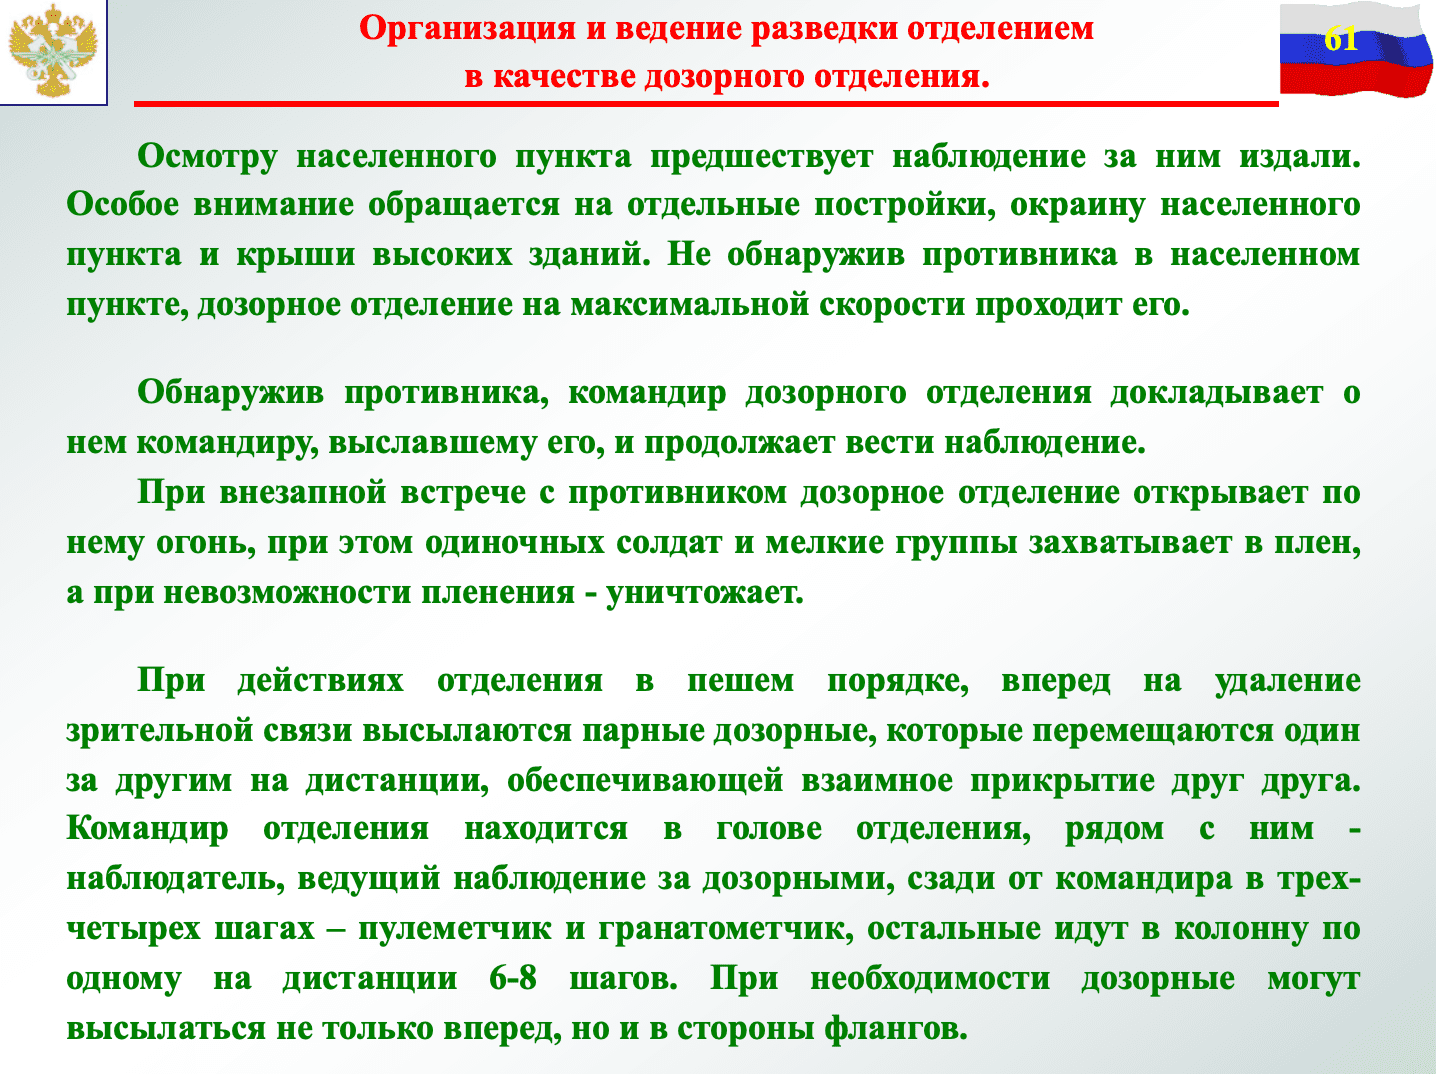 Организация и ведение разведки отделением
в качестве дозорного отделения.
61
Осмотру населенного пункта предшествует наблюдение за ним издали.
Особое внимание обращается на отдельные постройки, окраину населенного
пункта и крыши высоких зданий. Не обнаружив противника в населенном
пункте, дозорное отделение на максимальной скорости проходит его.
Обнаружив противника, командир дозорного отделения докладывает о
нем командиру, выславшему его, и продолжает вести наблюдение.
При внезапной встрече с противником дозорное отделение открывает по
нему огонь, при этом одиночных солдат и мелкие группы захватывает в плен,
а при невозможности пленения - уничтожает.
При действиях отделения в пешем порядке, вперед на удаление
зрительной связи высылаются парные дозорные, которые перемещаются один
за другим на дистанции, обеспечивающей взаимное прикрытие друг друга.
Командир отделения находится в голове отделения, рядом с ним -
наблюдатель, ведущий наблюдение за дозорными, сзади от командира в трех-
четырех шагах – пулеметчик и гранатометчик, остальные идут в колонну по
одному на дистанции 6-8 шагов. При необходимости дозорные могут
высылаться не только вперед, но и в стороны флангов.